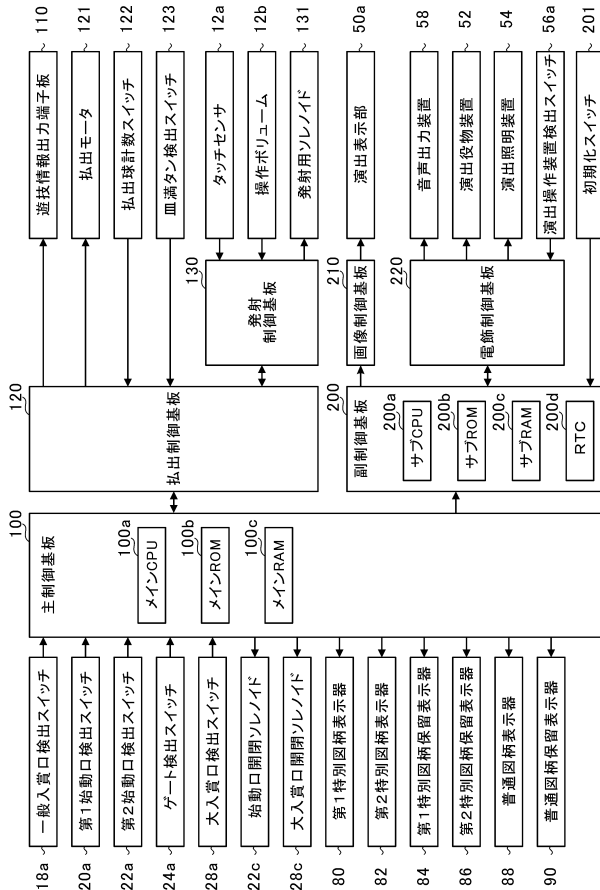 18a
一般入賞口検出スイッチ
20a
第1始動口検出スイッチ
22a
第2始動口検出スイッチ
24a
ゲート検出スイッチ
28a
大入賞口検出スイッチ
22c
始動口開閉ソレノイド
28c
大入賞口開閉ソレノイド
80
第1特別図柄表示器
82
第2特別図柄表示器
84
第1特別図柄保留表示器
86
第2特別図柄保留表示器
88
普通図柄表示器
90
普通図柄保留表示器
100
主制御基板
100a
メインCPU
100b
メインROM
100c
メインRAM
120
払出制御基板
130
発射
制御基板
200
副制御基板
200a
サブCPU
200b
サブROM
200c
サブRAM
200d
RTC
210
画像制御基板
220
電飾制御基板
遊技情報出力端子板
110
払出モータ
121
払出球計数スイッチ
122
皿満タン検出スイッチ
123
タッチセンサ
12a
操作ボリューム
12b
発射用ソレノイド
131
演出表示部
50a
音声出力装置
58
演出役物装置
52
演出照明装置
54
演出操作装置検出スイッチ
56a
初期化スイッチ
201